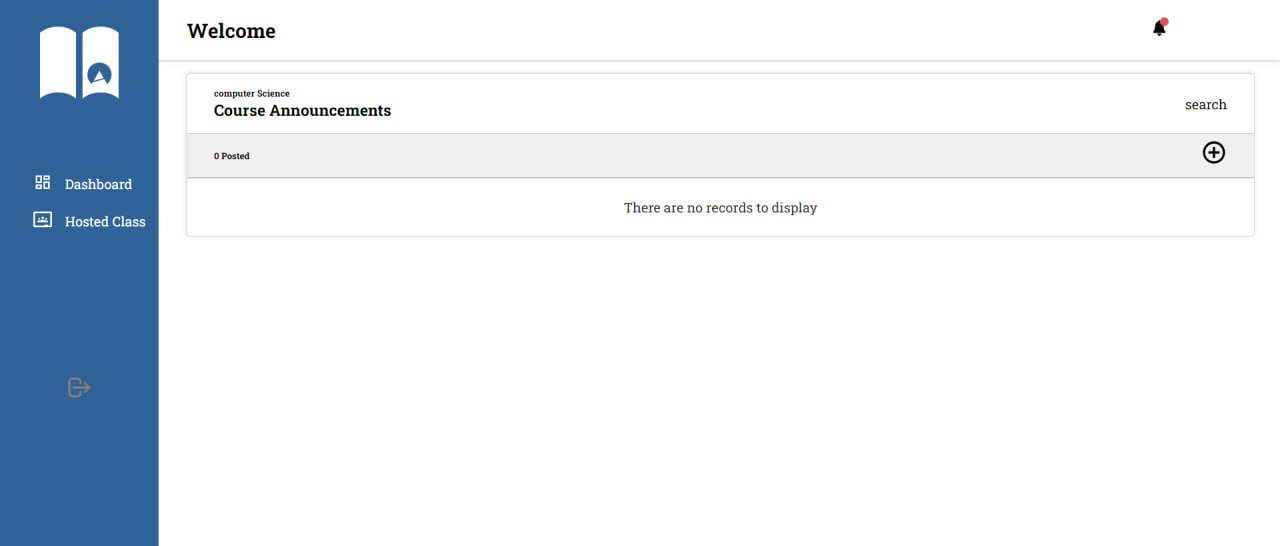 Welcome
computer Science
Course Announcements
search
0 Posted
Dashboard
There are no records to display
Hosted Class